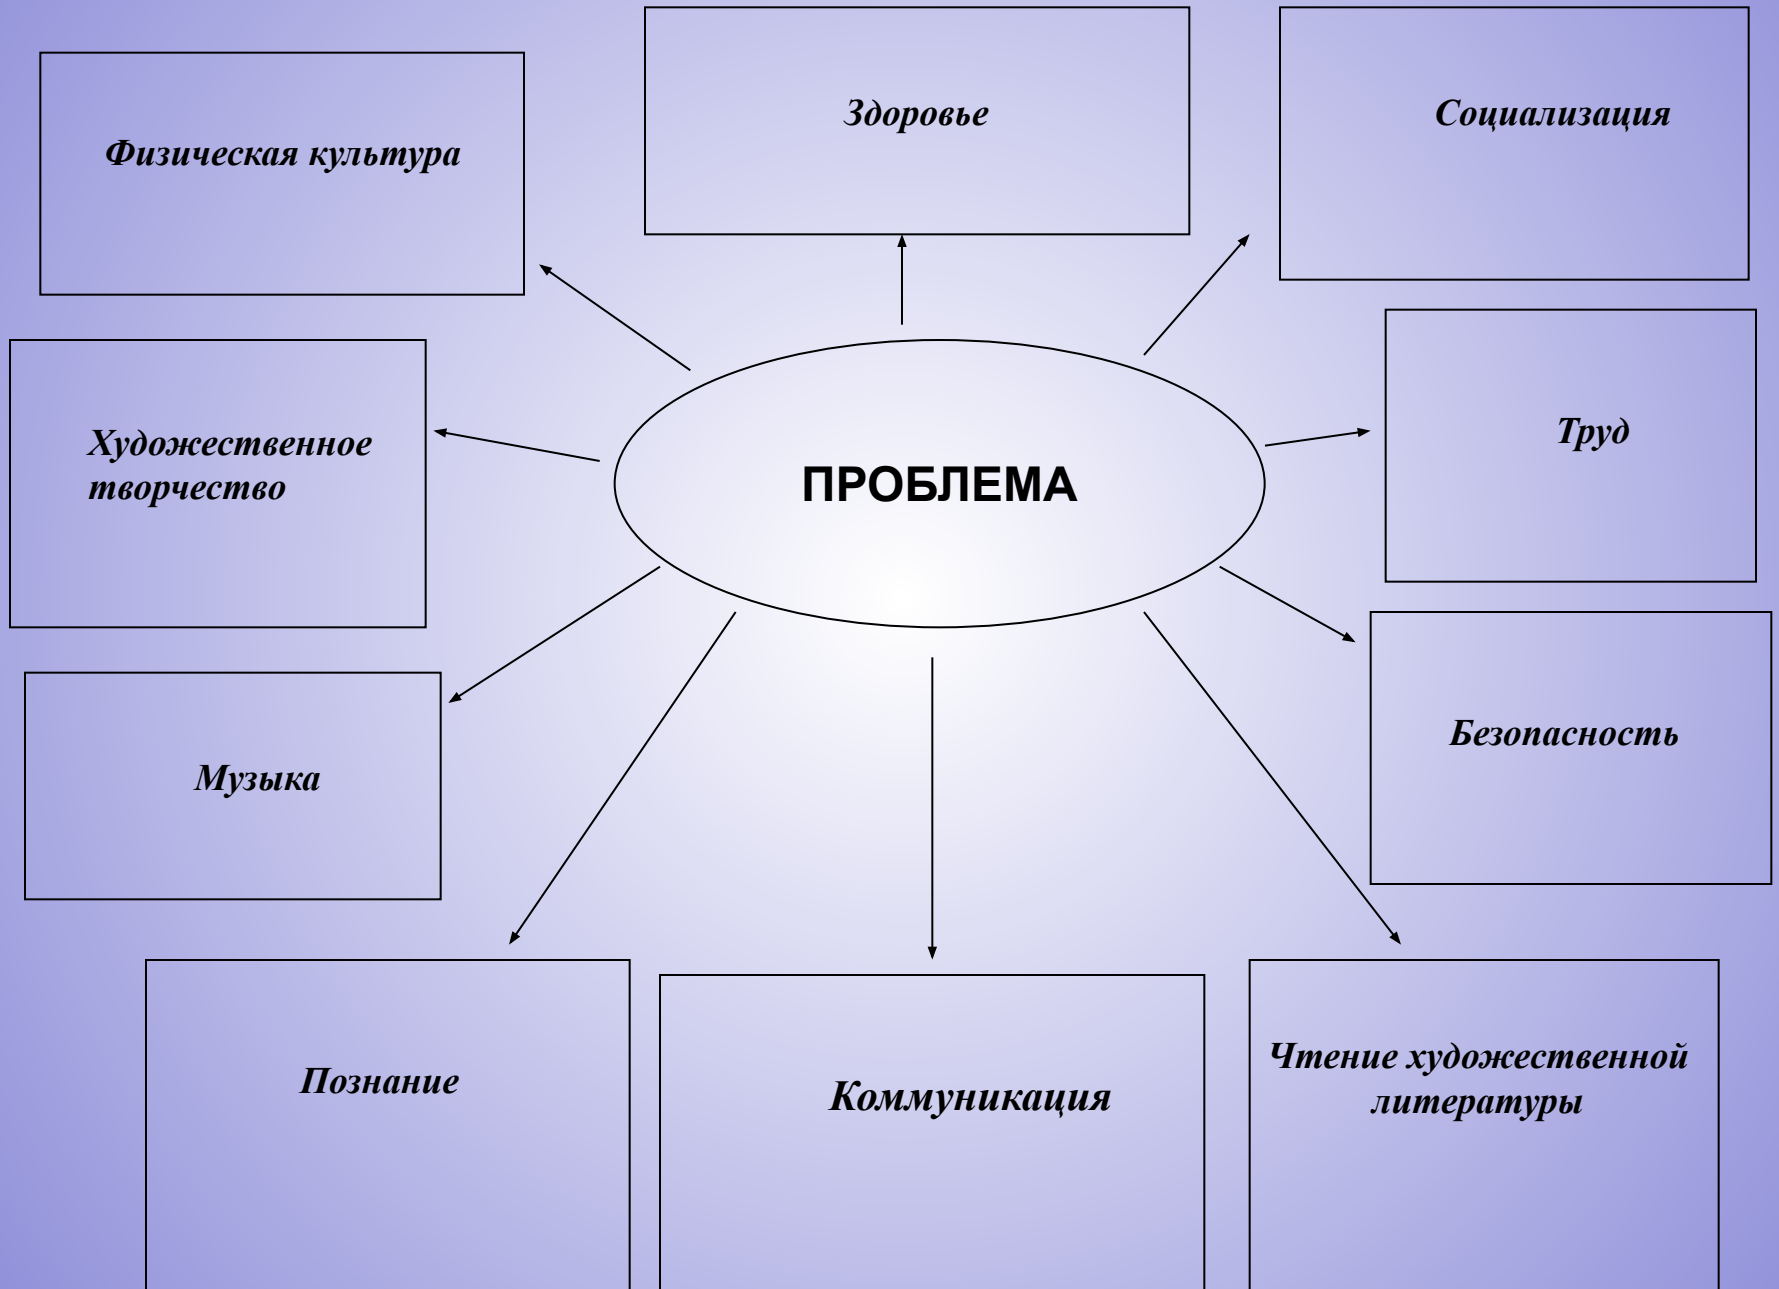 Здоровье
Социализация
Физическая культура
Труд
Художественное
творчество
ПРОБЛЕМА
Безопасность
Музыка
Чтение художественной
литературы
Познание
Коммуникация